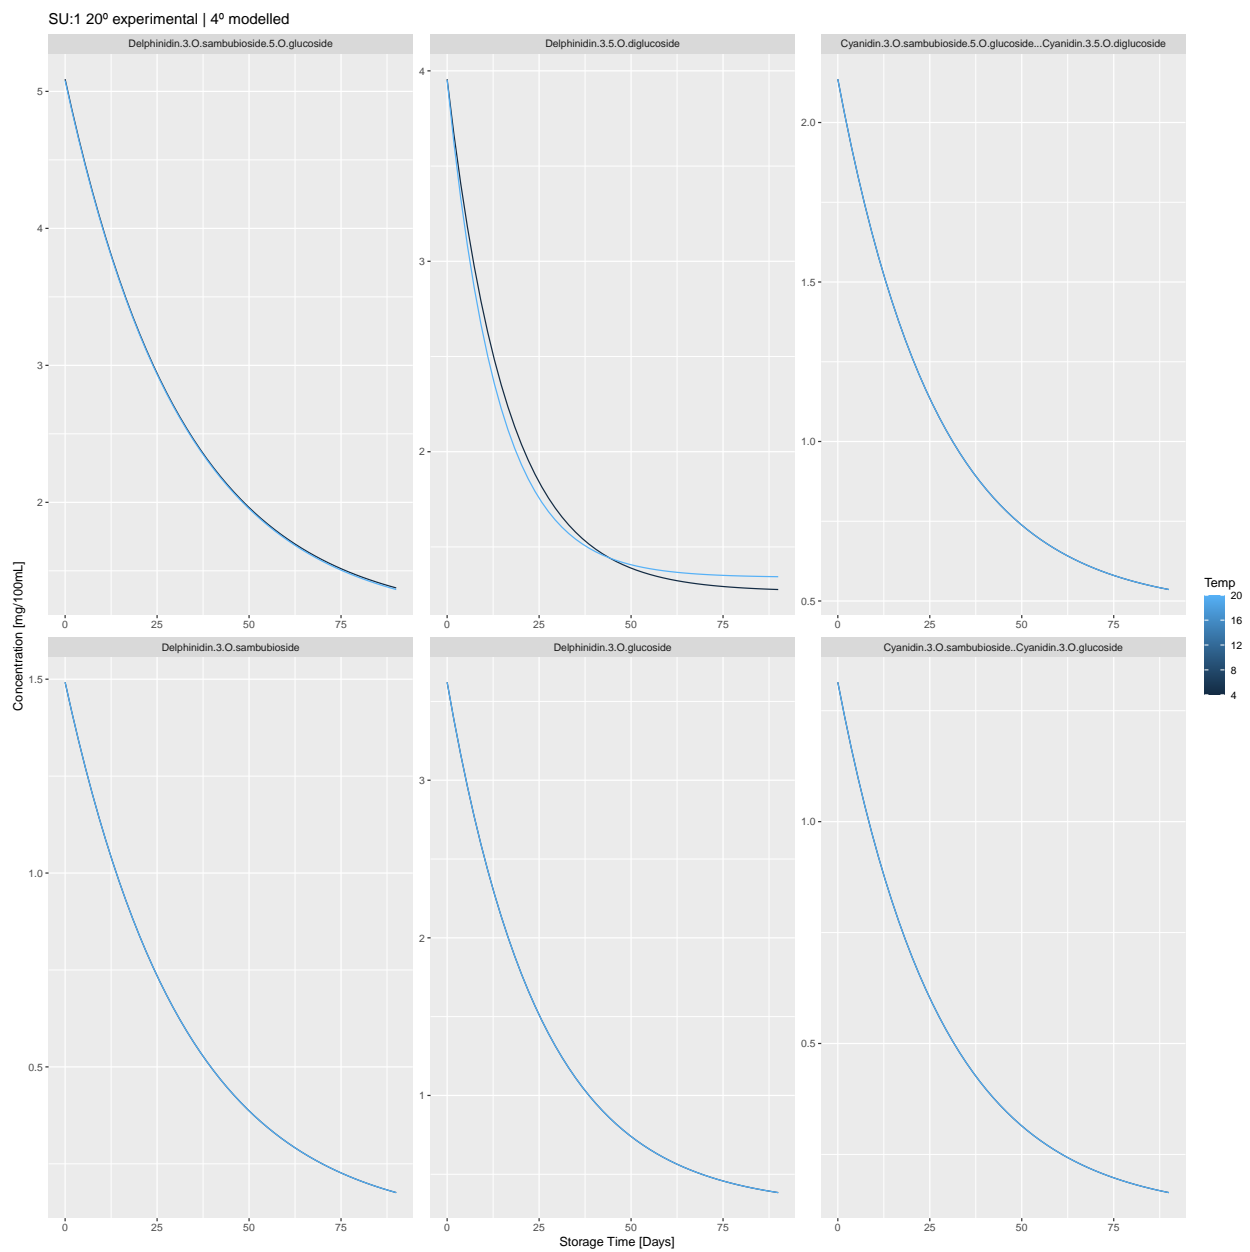 SU:1 20º experimental | 4º modelled
Delphinidin.3.O.sambubioside.5.O.glucoside
Delphinidin.3.5.O.diglucoside
Cyanidin.3.O.sambubioside.5.O.glucoside...Cyanidin.3.5.O.diglucoside
5
4
3
2
0 25 50 75
4
3
2
0 25 50 75
2.0
1.5
1.0
0.5
0 25 50 75
Concentration [mg/100mL]
Delphinidin.3.O.sambubioside
Delphinidin.3.O.glucoside
Cyanidin.3.O.sambubioside..Cyanidin.3.O.glucoside
1.5
1.0
0.5
0 25 50 75
3
2
1
0 25 50 75
1.0
0.5
0 25 50 75
Storage Time [Days]
Temp
20
16
12
8
4